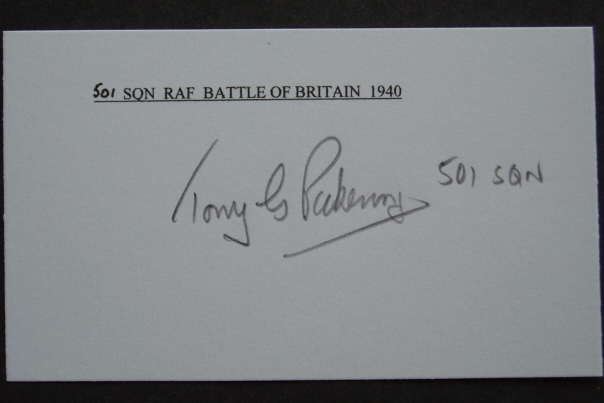 501 SQN RAF BATTLE OF BRITAIN 1940
Tony G Pickering 501 SQN